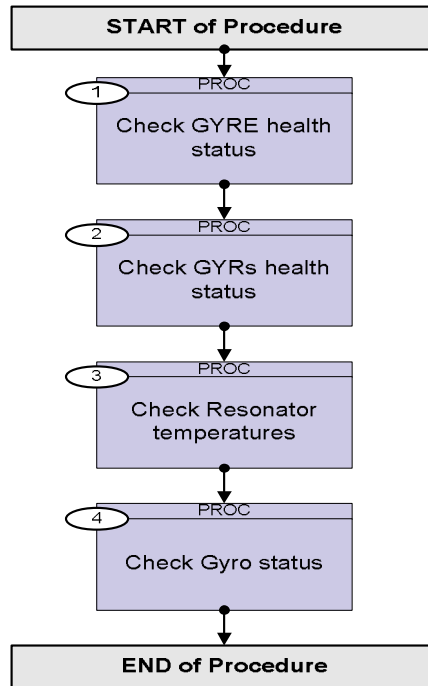 START of Procedure
PROC
1
Check GYRE health
status
PROC
2
Check GYRs health
status
PROC
3
Check Resonator
temperatures
PROC
4
Check Gyro status
END of Procedure